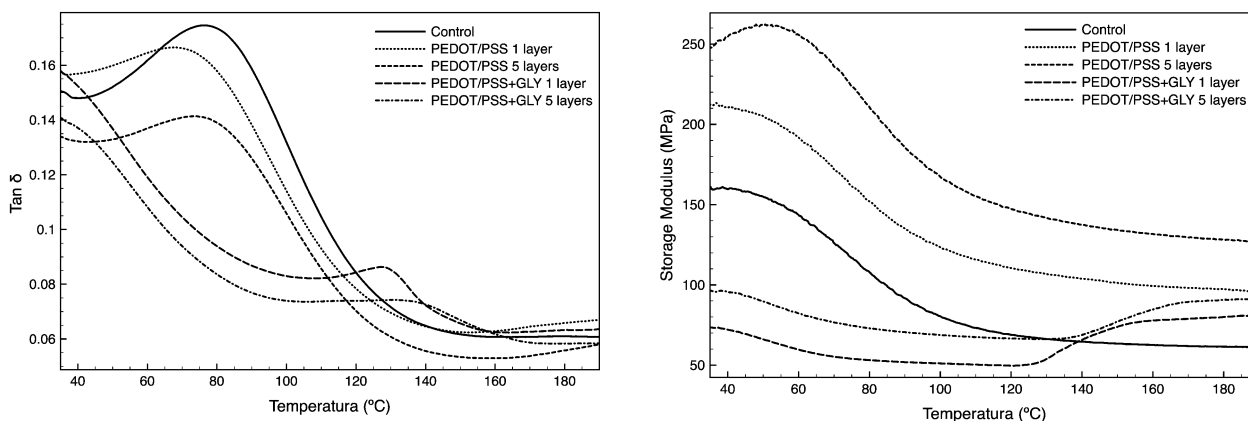 Control
PEDOT/PSS 1 layer
PEDOT/PSS 5 layers
PEDOT/PSS+GLY 1 layer
PEDOT/PSS+GLY 5 layers
0.16
0.14
0.12
0.1
0.08
0.06
Tan δ
40 60 80 100 120 140 160 180
Temperatura (ºC)
Control
PEDOT/PSS 1 layer
PEDOT/PSS 5 layers
PEDOT/PSS+GLY 1 layer
PEDOT/PSS+GLY 5 layers
250
200
150
100
50
Storage Modulus (MPa)
40 60 80 100 120 140 160 180
Temperatura (ºC)